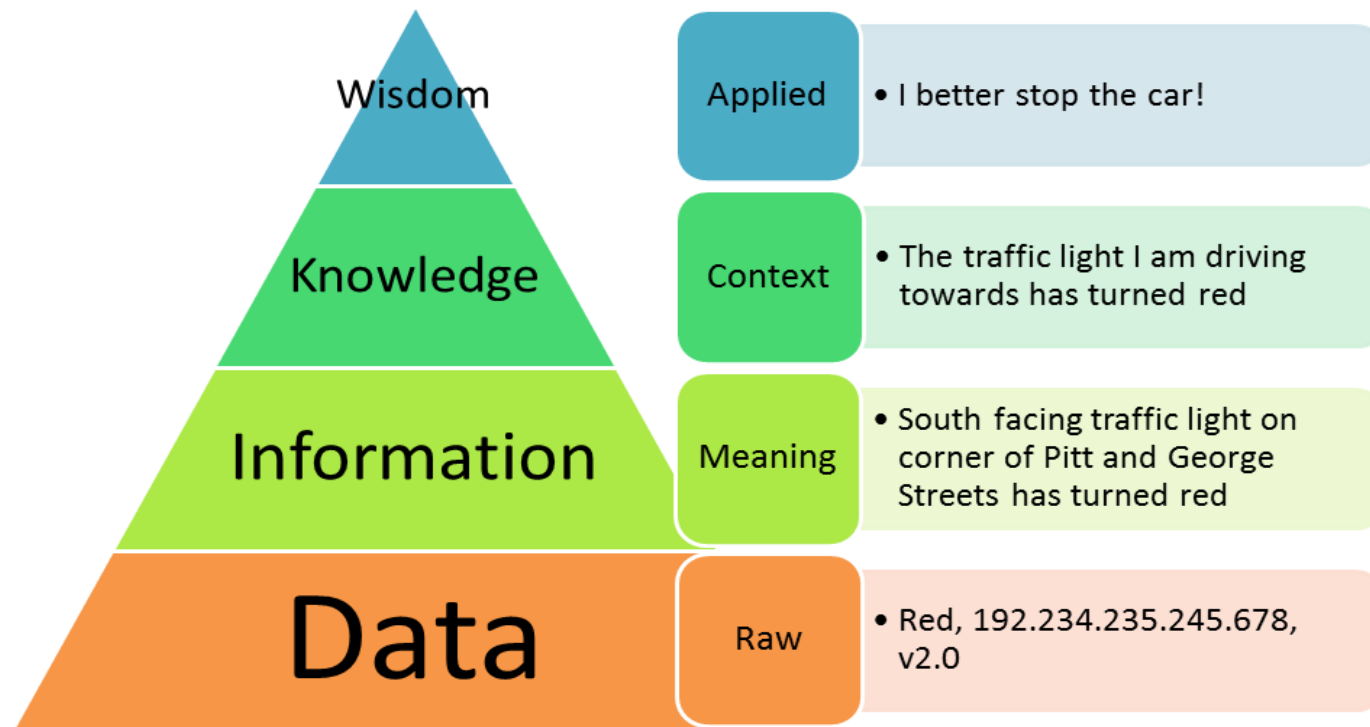 Wisdom
Applied
• I better stop the car!
Knowledge
Context
• The traffic light I am driving
towards has turned red
Information
Meaning
• South facing traffic light on
corner of Pitt and George
Streets has turned red
Data
Raw
• Red, 192.234.235.245.678,
v2.0